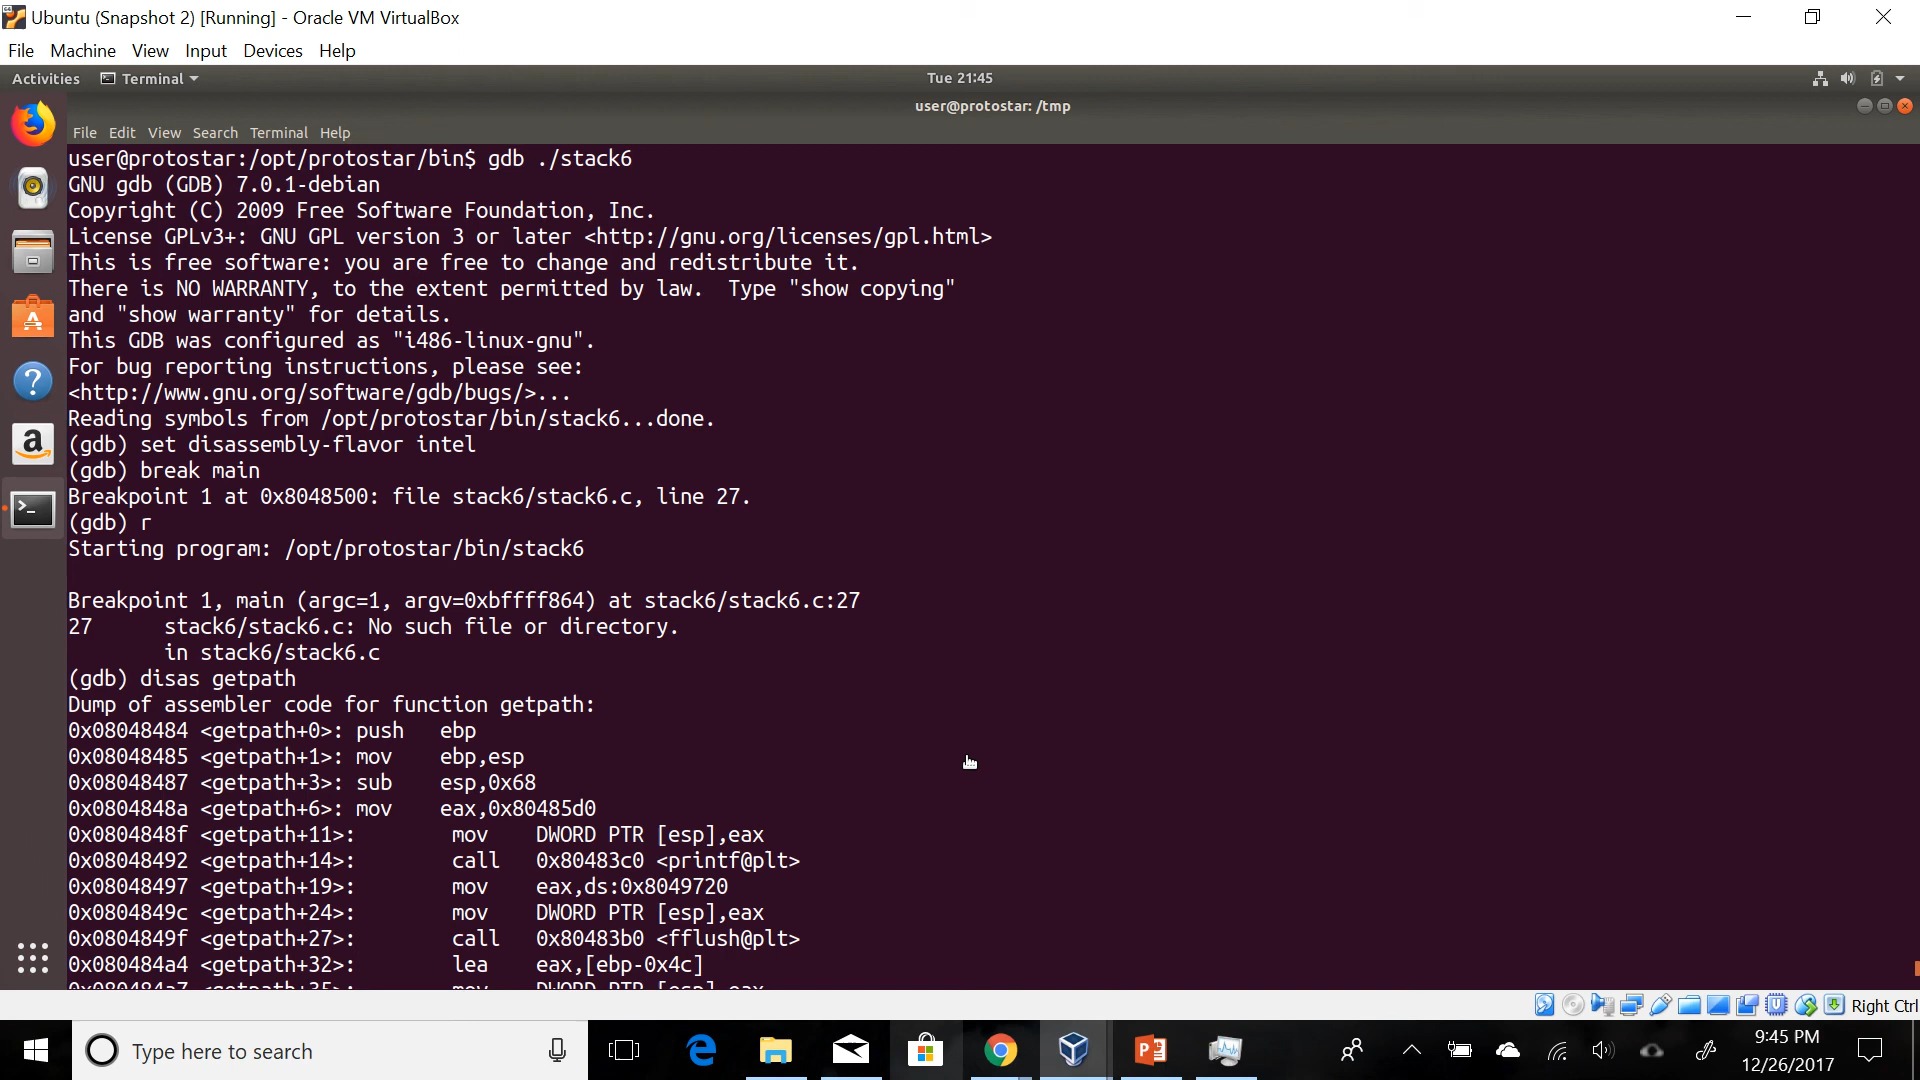 Ubuntu (Snapshot 2) [Running] - Oracle VM VirtualBox
File Machine View Input Devices Help
Activities Terminal Tue 21:45
user@protostar: /tmp
File Edit View Search Terminal Help
user@protostar:/opt/protostar/bin$ gdb ./stack6
GNU gdb (GDB) 7.0.1-debian
Copyright (C) 2009 Free Software Foundation, Inc.
License GPLv3+: GNU GPL version 3 or later <http://gnu.org/licenses/gpl.html>
This is free software: you are free to change and redistribute it.
There is NO WARRANTY, to the extent permitted by law.  Type "show copying"
and "show warranty" for details.
This GDB was configured as "i486-linux-gnu".
For bug reporting instructions, please see:
<http://www.gnu.org/software/gdb/bugs/>...
Reading symbols from /opt/protostar/bin/stack6...done.
(gdb) set disassembly-flavor intel
(gdb) break main
Breakpoint 1 at 0x8048500: file stack6/stack6.c, line 27.
(gdb) r
Starting program: /opt/protostar/bin/stack6
Breakpoint 1, main (argc=1, argv=0xbffff864) at stack6/stack6.c:27
27      stack6/stack6.c: No such file or directory.
        in stack6/stack6.c
(gdb) disas getpath
Dump of assembler code for function getpath:
0x08048484 <getpath+0>: push   ebp
0x08048485 <getpath+1>: mov    ebp,esp
0x08048487 <getpath+3>: sub    esp,0x68
0x0804848a <getpath+6>: mov    eax,0x80485d0
0x0804848f <getpath+11>:        mov    DWORD PTR [esp],eax
0x08048492 <getpath+14>:        call   0x80483c0 <printf@plt>
0x08048497 <getpath+19>:        mov    eax,ds:0x8049720
0x0804849c <getpath+24>:        mov    DWORD PTR [esp],eax
0x0804849f <getpath+27>:        call   0x80483b0 <fflush@plt>
0x080484a4 <getpath+32>:        lea    eax,[ebp-0x4c]
0x080484a7 <getpath+35>:        mov    DWORD PTR [esp],eax
Right Ctrl
Type here to search
9:45 PM
12/26/2017